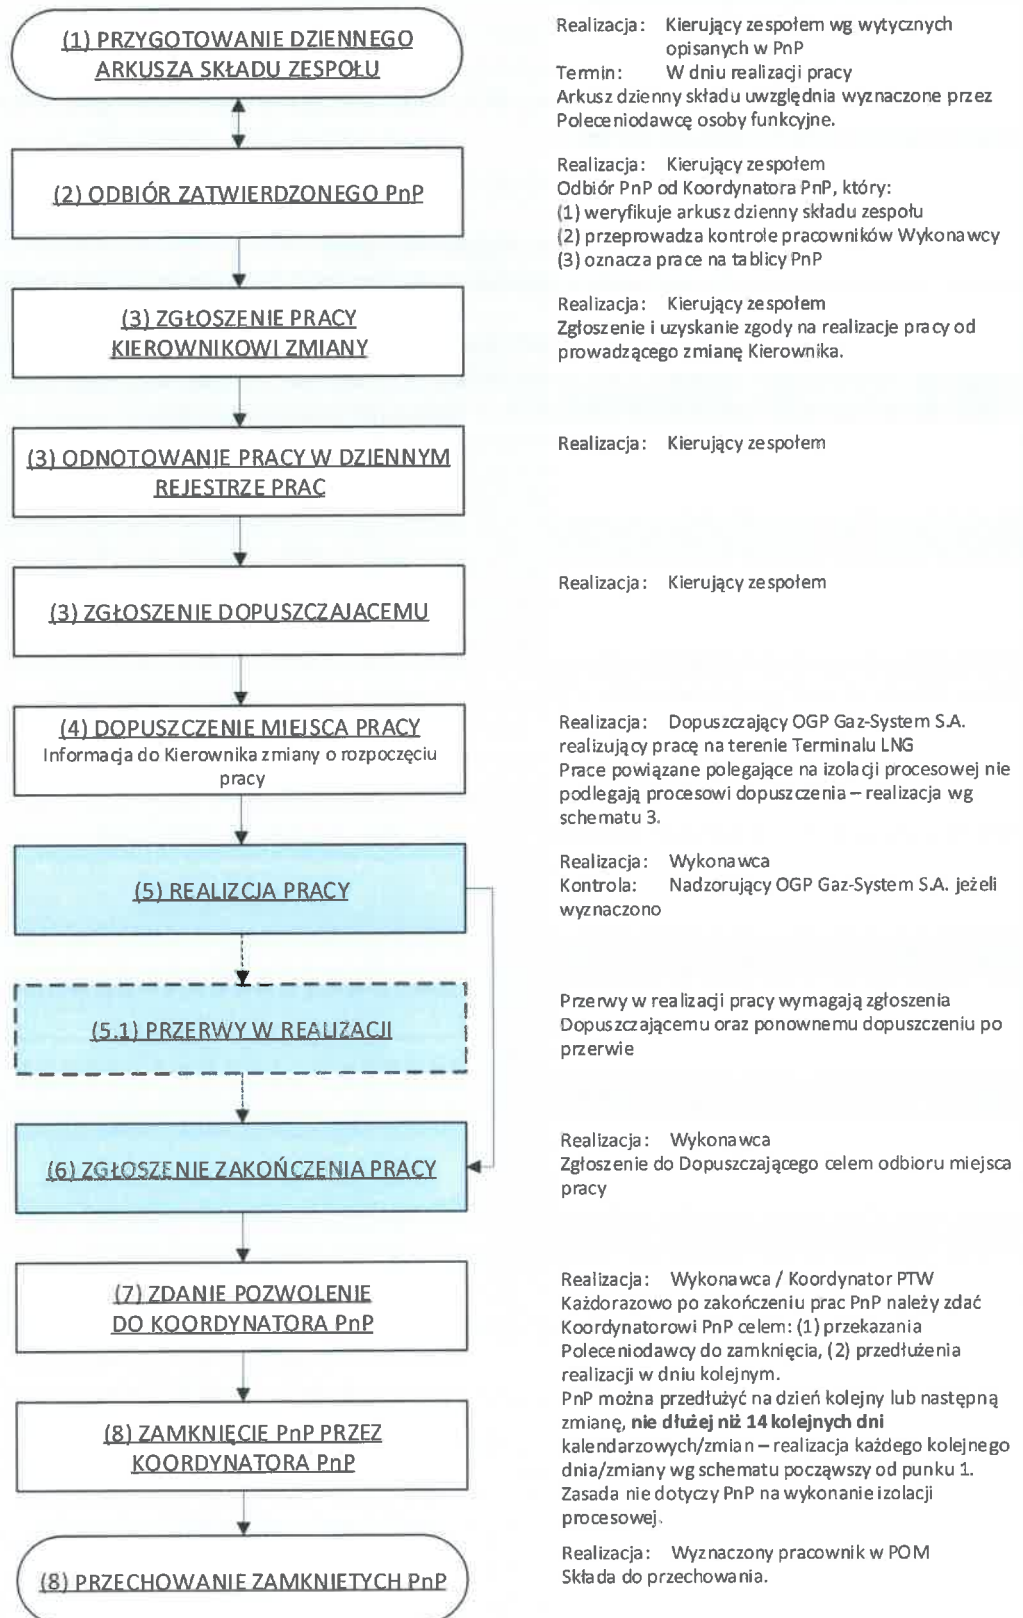 (1) PRZYGOTOWANIE DZIENNEGO
ARKUSZA SKŁADU ZESPOŁU
Realizacja: Kierujący zespołem wg wytycznych
opisanych w PnP
Termin: W dniu realizacji pracy
Arkusz dzienny składu uwzględnia wyznaczone przez
Poleceniodawcę osoby funkcyjne.
(2) ODBIÓR ZATWIERDZONEGO PnP
Realizacja: Kierujący zespołem
Odbiór PnP od Koordynatora PnP, który:
(1) weryfikuje arkusz dzienny składu zespołu
(2) przeprowadza kontrole pracowników Wykonawcy
(3) oznacza prace na tablicy PnP
(3) ZGŁOSZENIE PRACY
KIEROWNIKOWI ZMIANY
Realizacja: Kierujący zespołem
Zgłoszenie i uzyskanie zgody na realizacje pracy od
prowadzącego zmianę Kierownika.
(3) ODNOTOWANIE PRACY W DZIENNYM
REJESTRZE PRAC
Realizacja: Kierujący zespołem
(3) ZGŁOSZENIE DOPUSZCZAJACEMU
Realizacja: Kierujący zespołem
(4) DOPUSZCZENIE MIEJSCA PRACY
Informacja do Kierownika zmiany o rozpoczęciu
pracy
Realizacja: Dopuszczający OGP Gaz-System S.A.
realizujący pracę na terenie Terminalu LNG
Prace powiązane polegające na izolacji procesowej nie
podlegają procesowi dopuszczenia – realizacja wg
schematu 3.
(5) REALIZCJA PRACY
Realizacja: Wykonawca
Kontrola: Nadzorujący OGP Gaz-System S.A. jeżeli
wyznaczono
(5.1) PRZERWY W REALIZACJI
Przerwy w realizacji pracy wymagają zgłoszenia
Dopuszczającemu oraz ponownemu dopuszczeniu po
przerwie
(6) ZGŁOSZENIE ZAKOŃCZENIA PRACY
Realizacja: Wykonawca
Zgłoszenie do Dopuszczającego celem odbioru miejsca
pracy
(7) ZDANIE POZWOLENIE
DO KOORDYNATORA PnP
Realizacja: Wykonawca / Koordynator PTW
Każdorazowo po zakończeniu prac PnP należy zdać
Koordynatorowi PnP celem: (1) przekazania
Poleceniodawcy do zamknięcia, (2) przedłużenia
realizacji w dniu kolejnym.
PnP można przedłużyć na dzień kolejny lub następną
zmianę, nie dłużej niż 14 kolejnych dni
kalendarzowych/zmian – realizacja każdego kolejnego
dnia/zmiany wg schematu począwszy od punku 1.
Zasada nie dotyczy PnP na wykonanie izolacji
procesowej.
(8) ZAMKNIĘCIE PnP PRZEZ
KOORDYNATORA PnP
(8) PRZECHOWANIE ZAMKNIETYCH PnP
Realizacja: Wyznaczony pracownik w POM
Składa do przechowania.